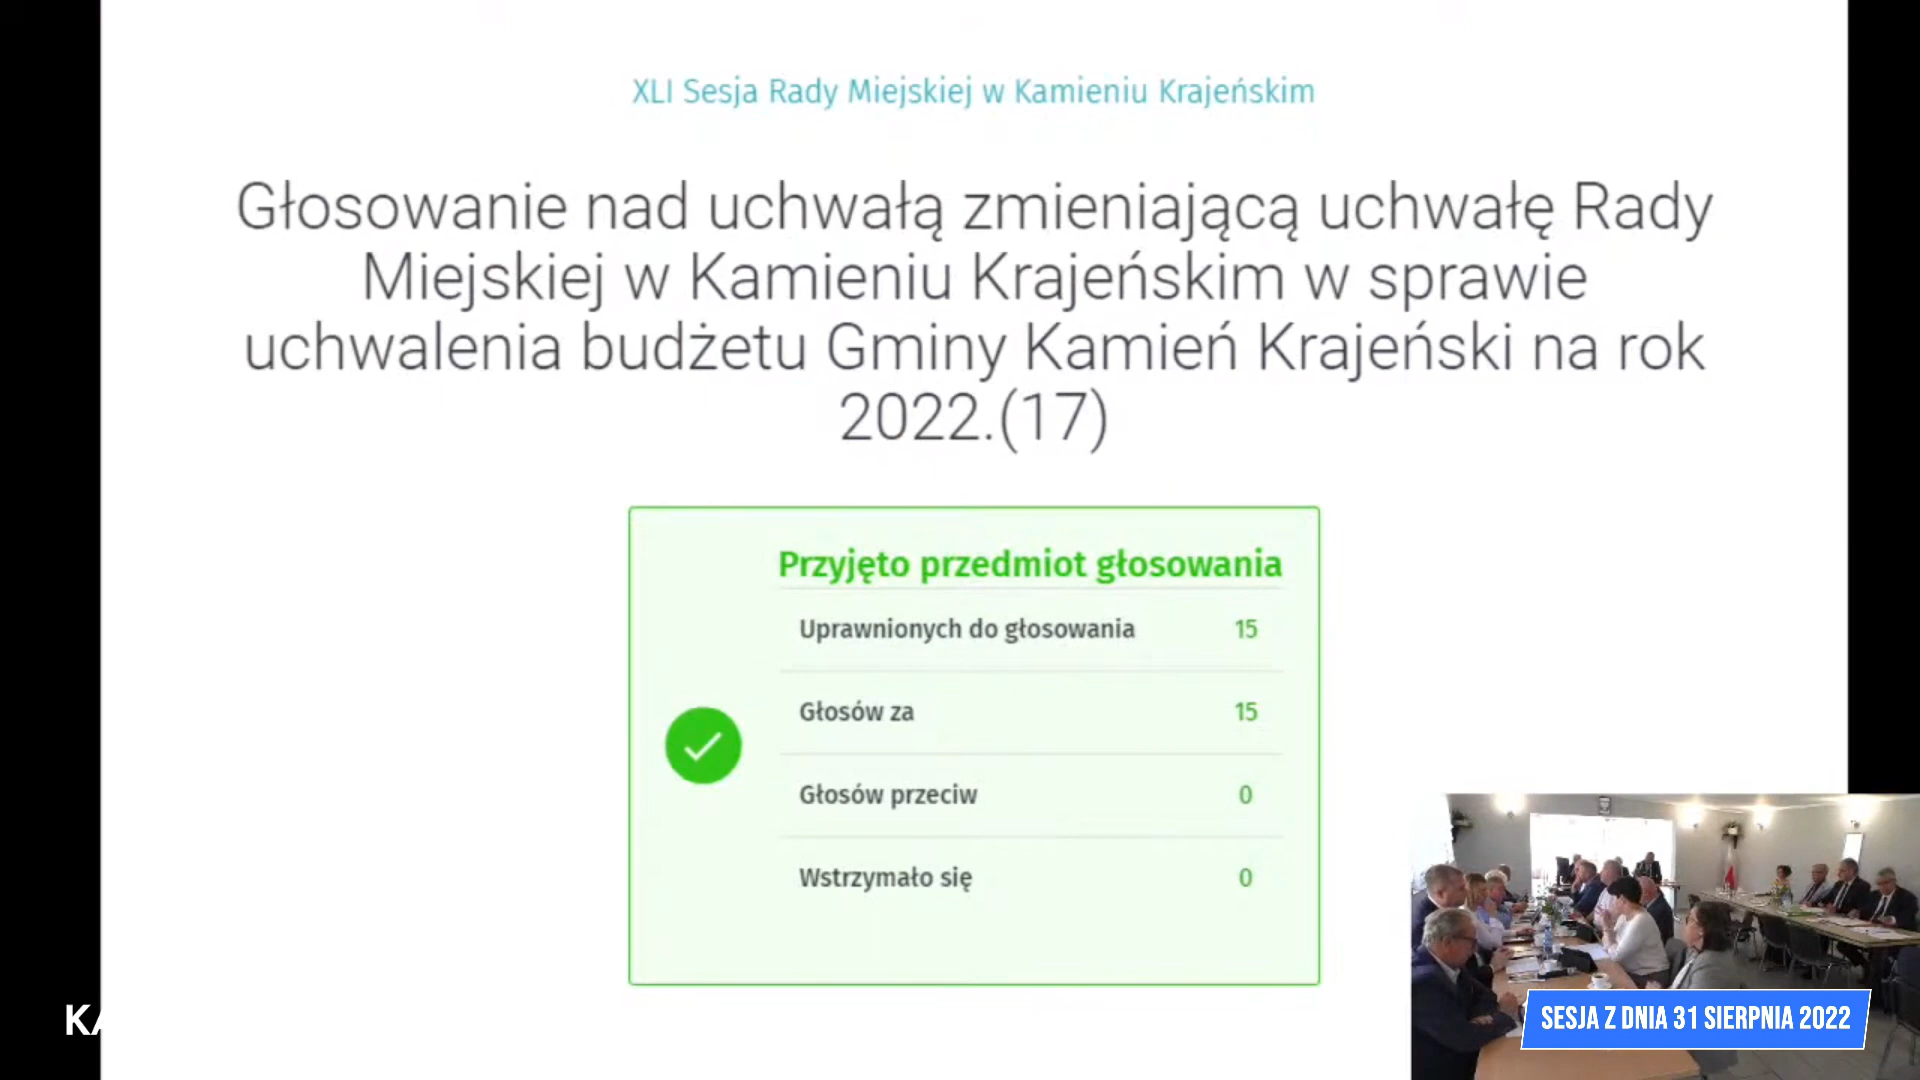 XLI Sesja Rady Miejskiej w Kamieniu Krajeńskim
Głosowanie nad uchwałą zmieniającą uchwałę Rady
Miejskiej w Kamieniu Krajeńskim w sprawie
uchwalenia budżetu Gminy Kamień Krajeński na rok
2022.(17)
Przyjęto przedmiot głosowania
Uprawnionych do głosowania 15
Głosów za 15
Głosów przeciw 0
Wstrzymało się 0
SESJA Z DNIA 31 SIERPNIA 2022